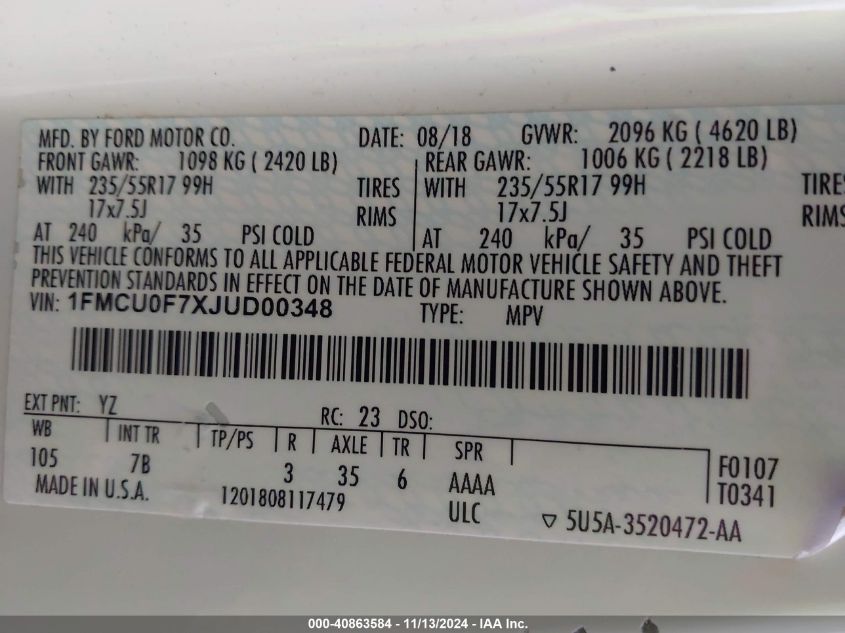 MFD. BY FORD MOTOR CO. DATE: 08/18 GVWR: 2096 KG ( 4620 LB)
FRONT GAWR: 1098 KG ( 2420 LB) REAR GAWR: 1006 KG ( 2218 LB)
WITH 235/55R17 99H TIRES WITH 235/55R17 99H TIRES
17x7.5J RIMS 17x7.5J RIMS
AT 240 kPa/ 35 PSI COLD AT 240 kPa/ 35 PSI COLD
THIS VEHICLE CONFORMS TO ALL APPLICABLE FEDERAL MOTOR VEHICLE SAFETY AND THEFT
PREVENTION STANDARDS IN EFFECT ON THE DATE OF MANUFACTURE SHOWN ABOVE.
VIN: 1FMCU0F7XJUD00348 TYPE: MPV
EXT PNT: YZ RC: 23 DSO:
WB INT TR TP/PS R AXLE TR SPR
105 7B 3 35 6 AAAA F0107
MADE IN U.S.A. 1201808117479 ULC T0341
▽ 5U5A-3520472-AA
000-40863584 - 11/13/2024 - IAA Inc.